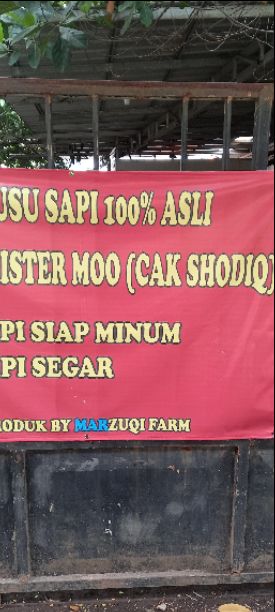 USU SAPI 100% ASLI
ISTER MOO (CAK SHODIQ)
PI SIAP MINUM
PI SEGAR
RODUK BY MARZUQI FARM